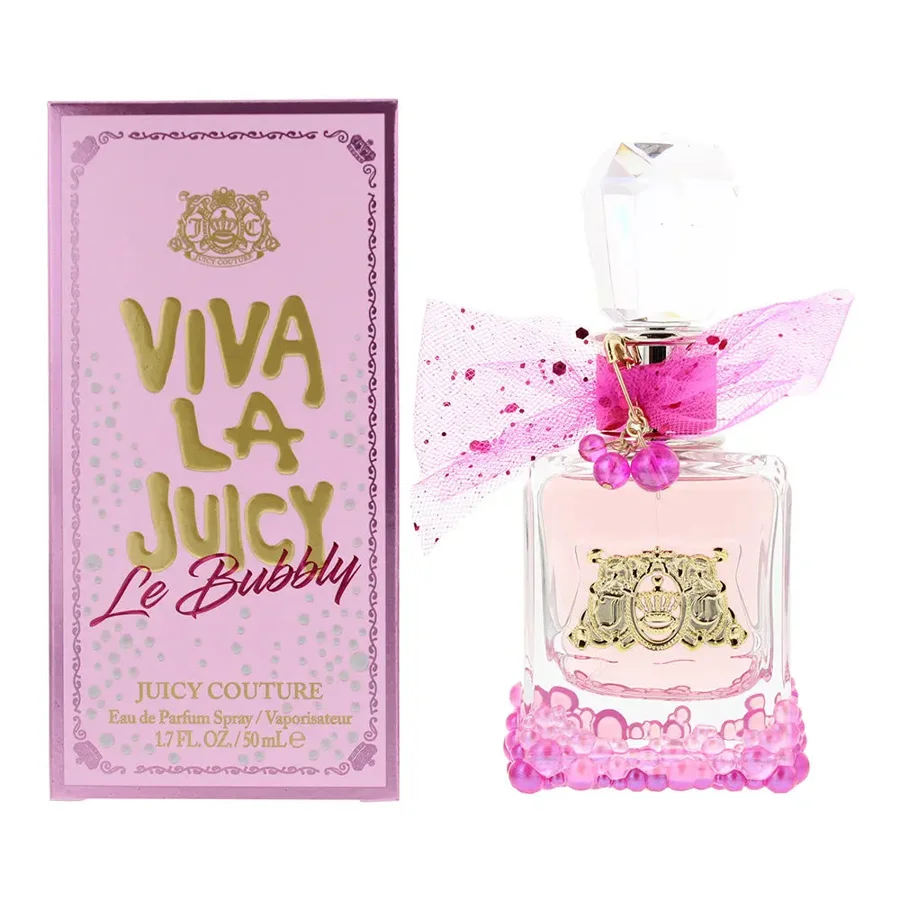 J C
JUICY COUTURE
VIVA
LA
JUICY
Le Bubbly
JUICY COUTURE
Eau de Parfum Spray / Vaporisateur
1.7 FL. OZ. / 50 mL ℮
J C